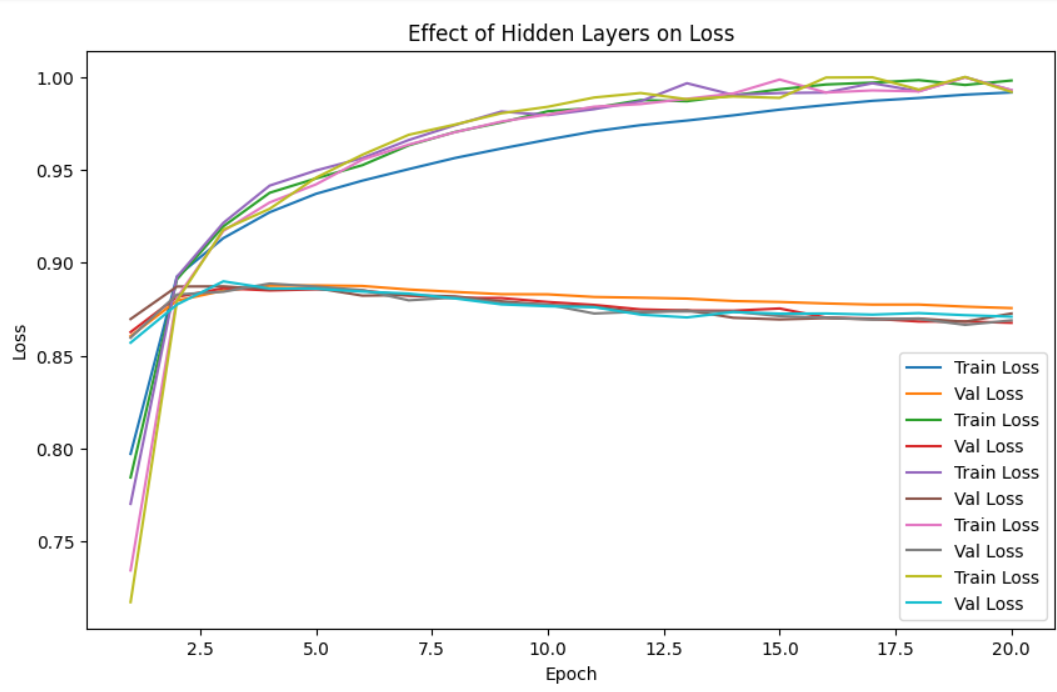 Effect of Hidden Layers on Loss
1.00
0.95
0.90
0.85
0.80
0.75
Loss
Train Loss
Val Loss
Train Loss
Val Loss
Train Loss
Val Loss
Train Loss
Val Loss
Train Loss
Val Loss
2.5 5.0 7.5 10.0 12.5 15.0 17.5 20.0
Epoch